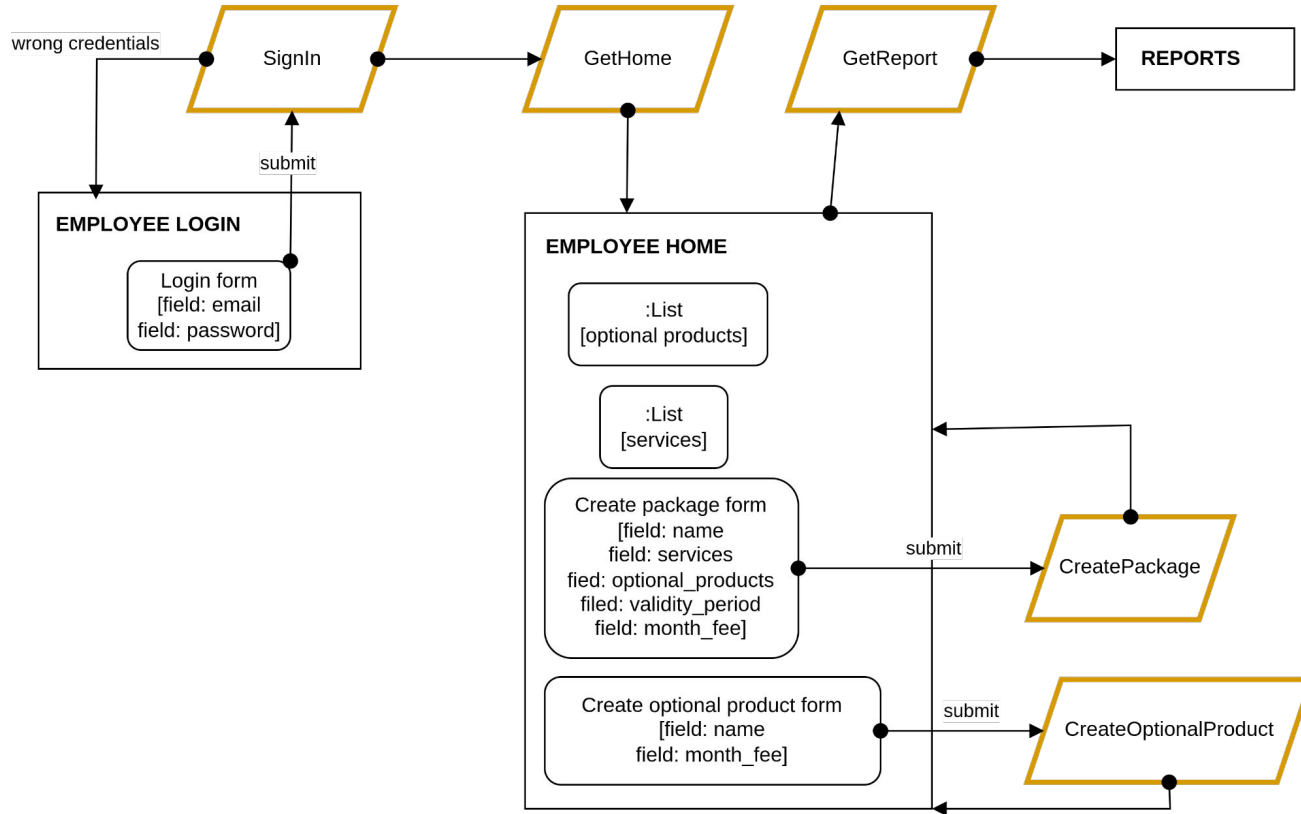 wrong credentials
SignIn
GetHome
GetReport
REPORTS
submit
EMPLOYEE LOGIN
Login form
[field: email
field: password]
EMPLOYEE HOME
:List
[optional products]
:List
[services]
Create package form
[field: name
field: services
fied: optional_products
filed: validity_period
field: month_fee]
submit
CreatePackage
Create optional product form
[field: name
field: month_fee]
submit
CreateOptionalProduct